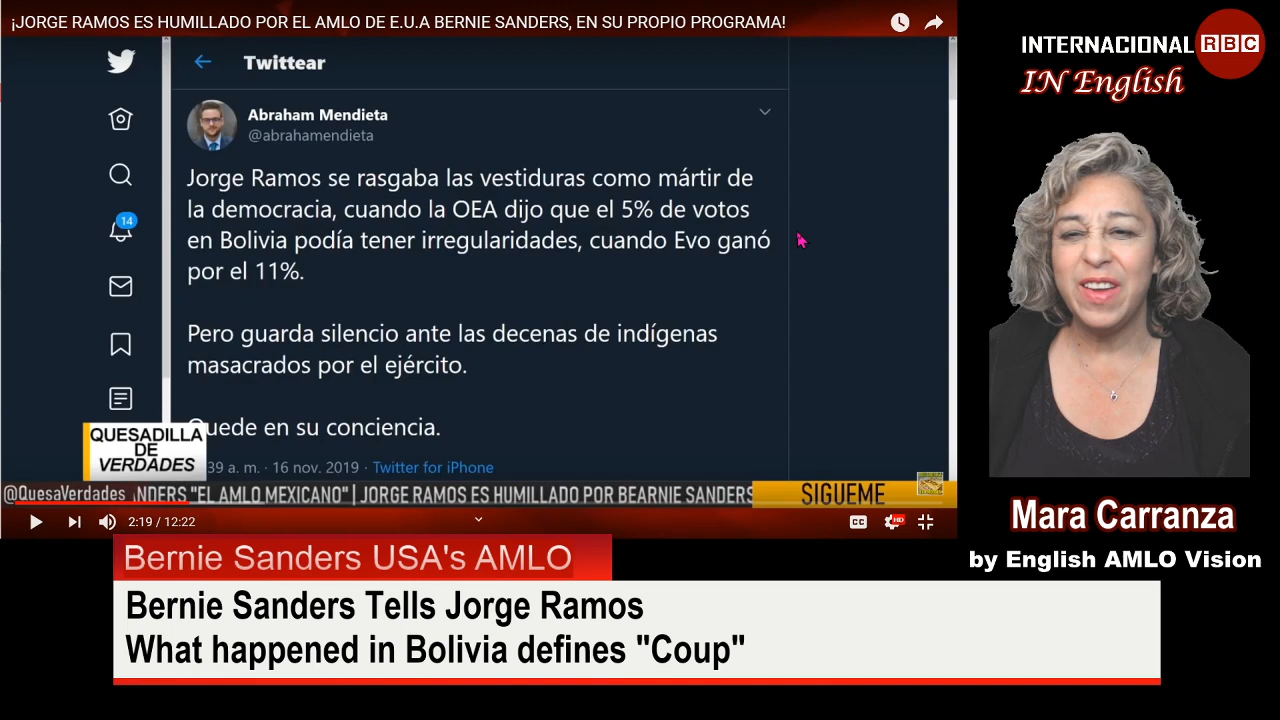 ¡JORGE RAMOS ES HUMILLADO POR EL AMLO DE E.U.A BERNIE SANDERS, EN SU PROPIO PROGRAMA!
INTERNACIONAL RBC
IN English
Twittear
Abraham Mendieta
@abrahamendieta
Jorge Ramos se rasgaba las vestiduras como mártir de
la democracia, cuando la OEA dijo que el 5% de votos
en Bolivia podía tener irregularidades, cuando Evo ganó
por el 11%.
Pero guarda silencio ante las decenas de indígenas
masacrados por el ejército.
Quede en su conciencia.
14
QUESADILLA
DE
VERDADES
39 a. m. · 16 nov. 2019 · Twitter for iPhone
@QuesaVerdades NDERS "EL AMLO MEXICANO" | JORGE RAMOS ES HUMILLADO POR BEARNIE SANDERS
SIGUEME
2:19 / 12:22
CC
HD
Mara Carranza
by English AMLO Vision
Bernie Sanders USA's AMLO
Bernie Sanders Tells Jorge Ramos
What happened in Bolivia defines "Coup"